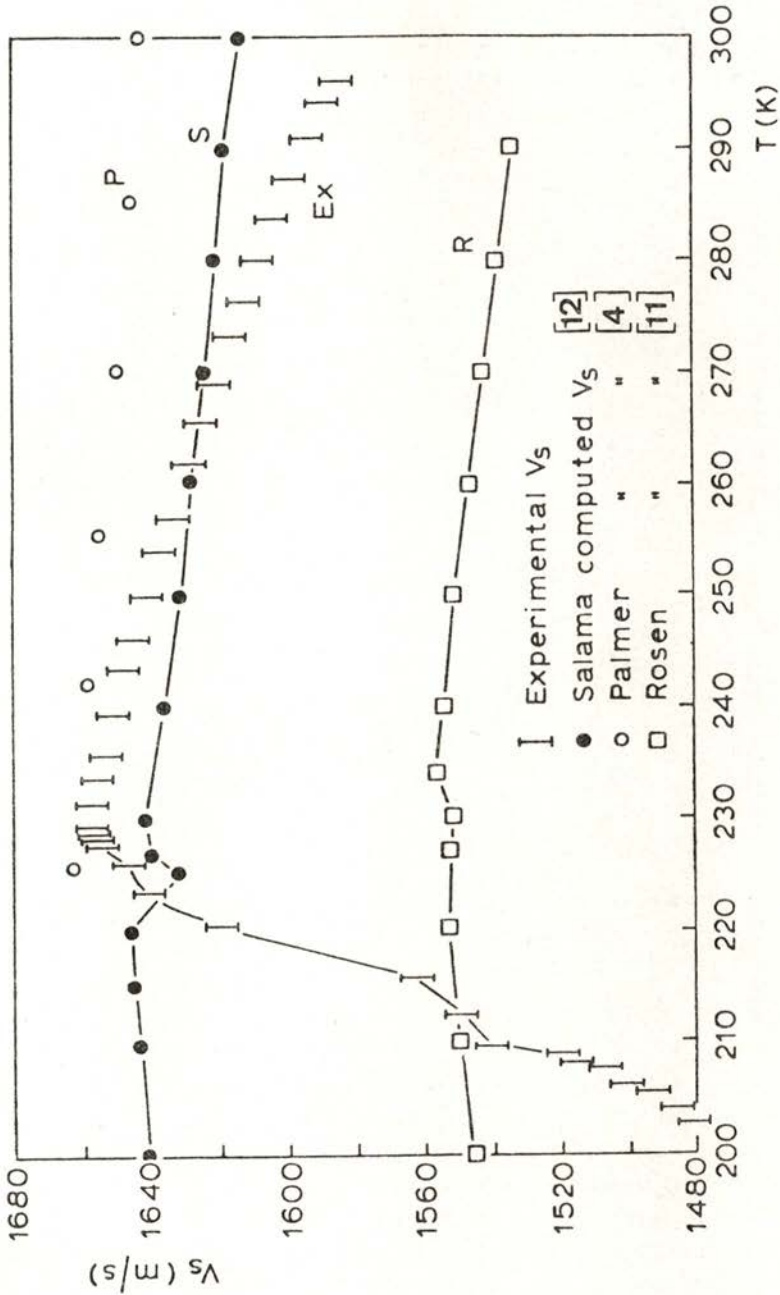 1680
1640
1600
1560
1520
1480
Vs (m/s)
200
210
220
230
240
250
260
270
280
290
300
T (K)
P
S
Ex
R
Experimental Vs
Salama computed Vs [12]
Palmer " " [4]
Rosen " " [11]